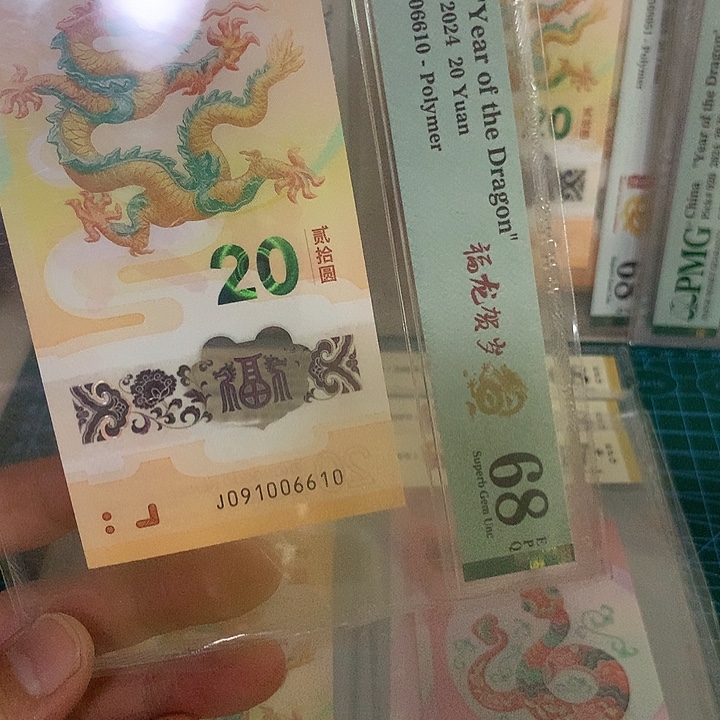 20
贰拾圆
福
J091006610
"Year of the Dragon"
2024 20 Yuan
06610 - Polymer
福龙贺岁
68
E
P
Q
Superb Gem Unc
- Polymer
PMG
China
"Year of the Dragon